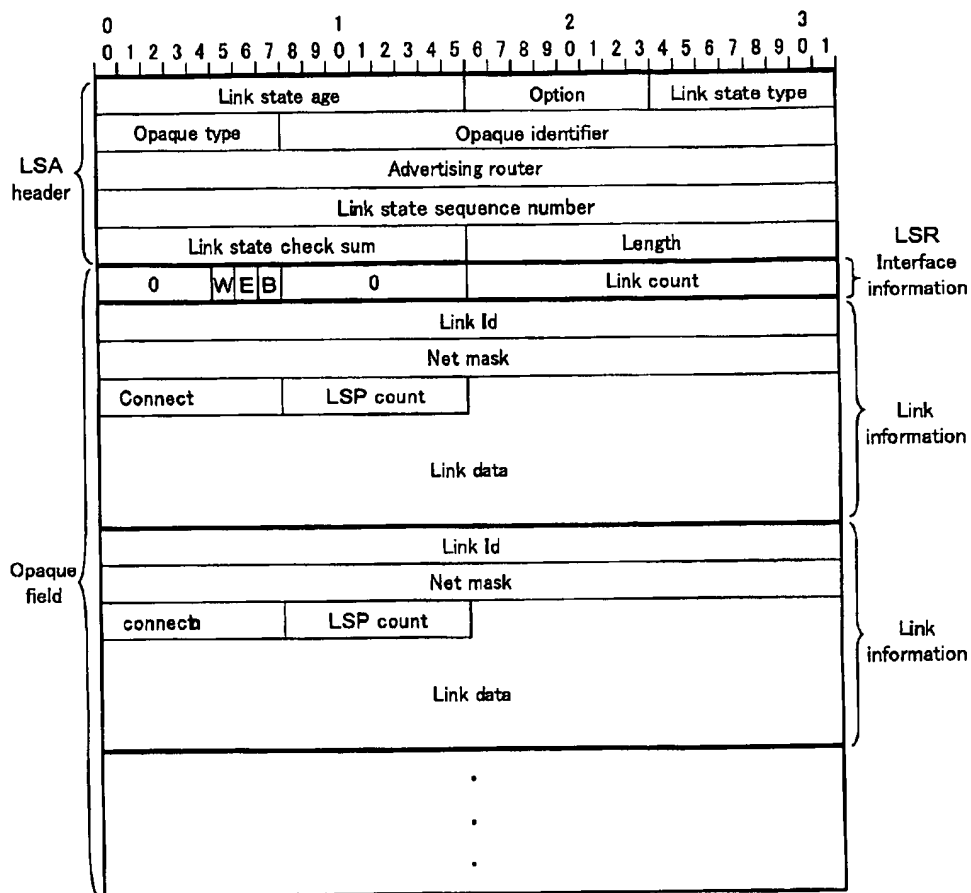 0 1 2 3
0 1 2 3 4 5 6 7 8 9 0 1 2 3 4 5 6 7 8 9 0 1 2 3 4 5 6 7 8 9 0 1
Link state age Option Link state type
Opaque type Opaque identifier
LSA header
Advertising router
Link state sequence number
Link state check sum Length
LSR Interface information
0 W E B 0 Link count
Link Id
Net mask
Connect LSP count
Link information
Link data
Link Id
Opaque field
Net mask
connectn LSP count
Link information
Link data